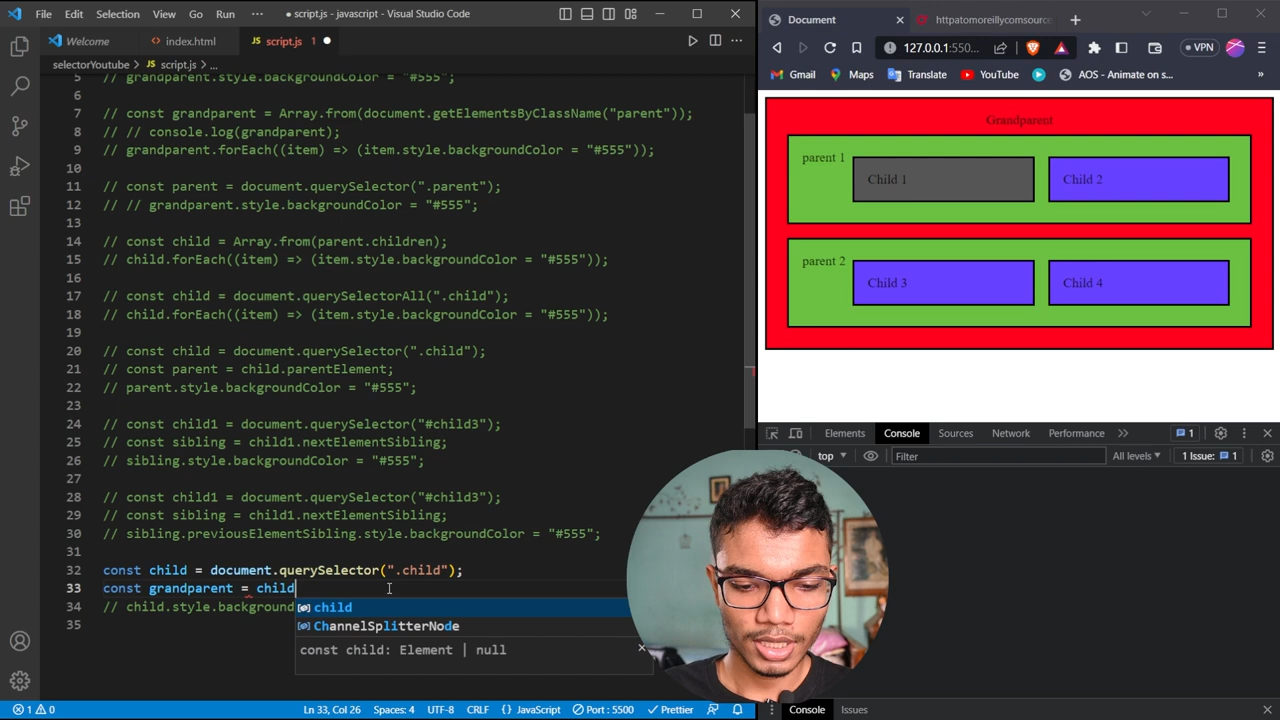 File Edit Selection View Go Run ··· ● script.js - javascript - Visual Studio Code
Welcome index.html JS script.js 1
selectorYoutube > JS script.js > ...
5 // grandparent.style.backgroundColor = "#555";
6
7 // const grandparent = Array.from(document.getElementsByClassName("parent"));
8 // // console.log(grandparent);
9 // grandparent.forEach((item) => (item.style.backgroundColor = "#555"));
10
11 // const parent = document.querySelector(".parent");
12 // // grandparent.style.backgroundColor = "#555";
13
14 // const child = Array.from(parent.children);
15 // child.forEach((item) => (item.style.backgroundColor = "#555"));
16
17 // const child = document.querySelectorAll(".child");
18 // child.forEach((item) => (item.style.backgroundColor = "#555"));
19
20 // const child = document.querySelector(".child");
21 // const parent = child.parentElement;
22 // parent.style.backgroundColor = "#555";
23
24 // const child1 = document.querySelector("#child3");
25 // const sibling = child1.nextElementSibling;
26 // sibling.style.backgroundColor = "#555";
27
28 // const child1 = document.querySelector("#child3");
29 // const sibling = child1.nextElementSibling;
30 // sibling.previousElementSibling.style.backgroundColor = "#555";
31
32 const child = document.querySelector(".child");
33 const grandparent = child
34 // child.style.background
35
child
ChannelSplitterNode
const child: Element | null
1 0 Ln 33, Col 26 Spaces: 4 UTF-8 CRLF {} JavaScript Port : 5500 Prettier
Document httpatomoreillycomsource
127.0.0.1:550... VPN
Gmail Maps Translate YouTube AOS - Animate on s... »
Grandparent
parent 1
Child 1 Child 2
parent 2
Child 3 Child 4
Elements Console Sources Network Performance » 1
top Filter All levels 1 Issue: 1
Console Issues